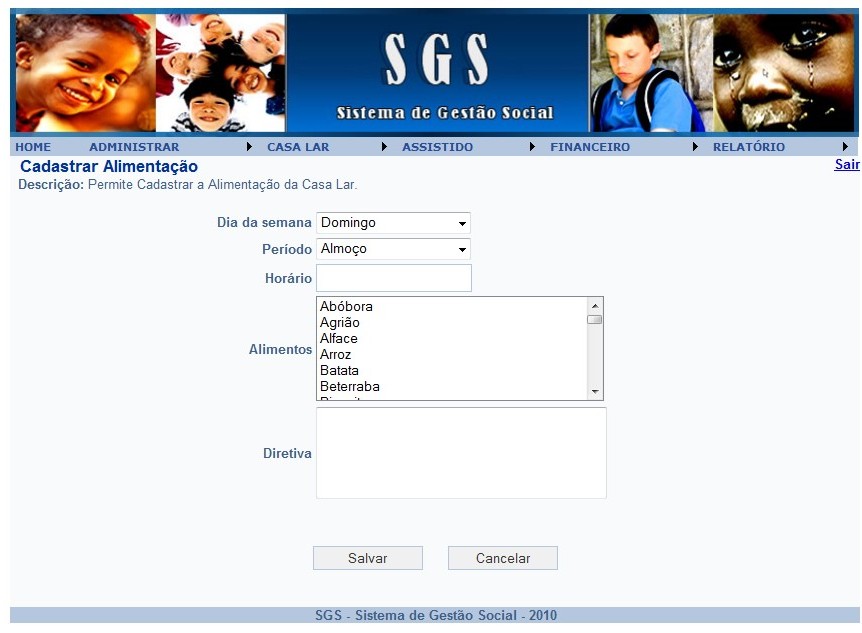 SGS
Sistema de Gestão Social
HOME ADMINISTRAR CASA LAR ASSISTIDO FINANCEIRO RELATÓRIO
Cadastrar Alimentação
Sair
Descrição: Permite Cadastrar a Alimentação da Casa Lar.
Dia da semana Domingo
Período Almoço
Horário
Alimentos
Abóbora
Agrião
Alface
Arroz
Batata
Beterraba
Diretiva
Salvar Cancelar
SGS - Sistema de Gestão Social - 2010